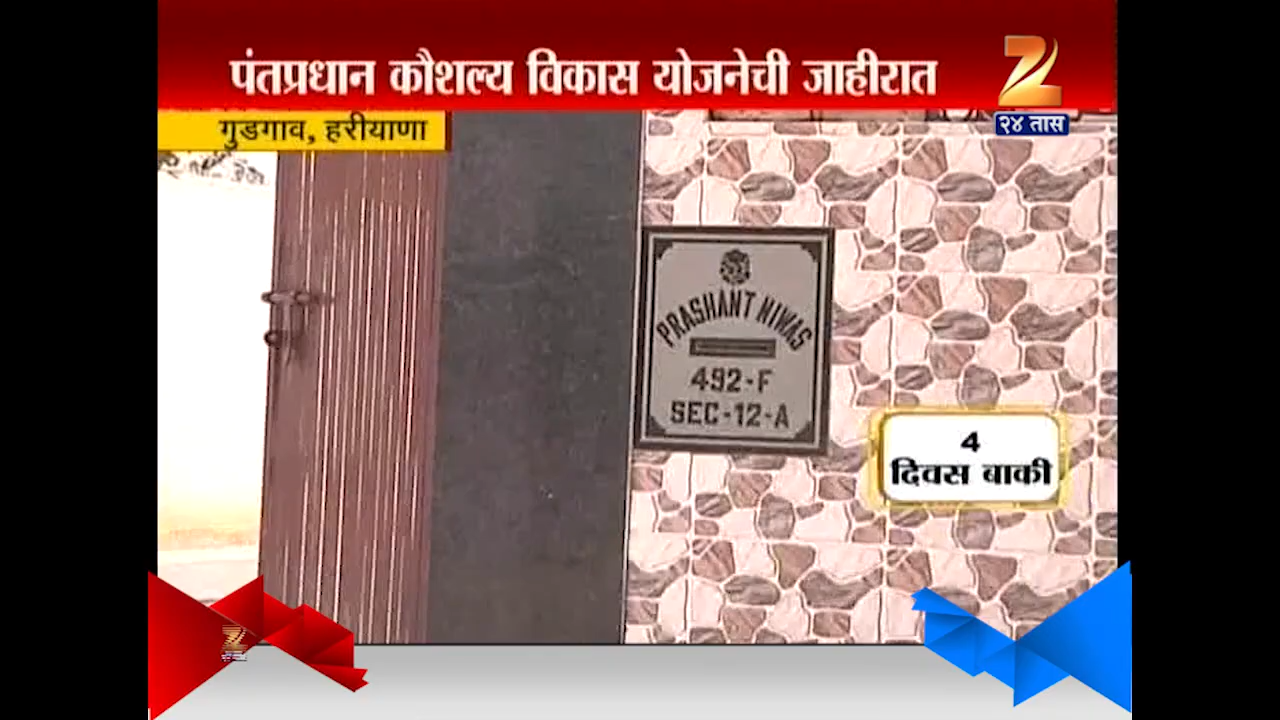 पंतप्रधान कौशल्य विकास योजनेची जाहीरात
२४ तास
गुडगाव, हरीयाणा
PRASHANT NIWAS
492-F
SEC-12-A
4
दिवस बाकी